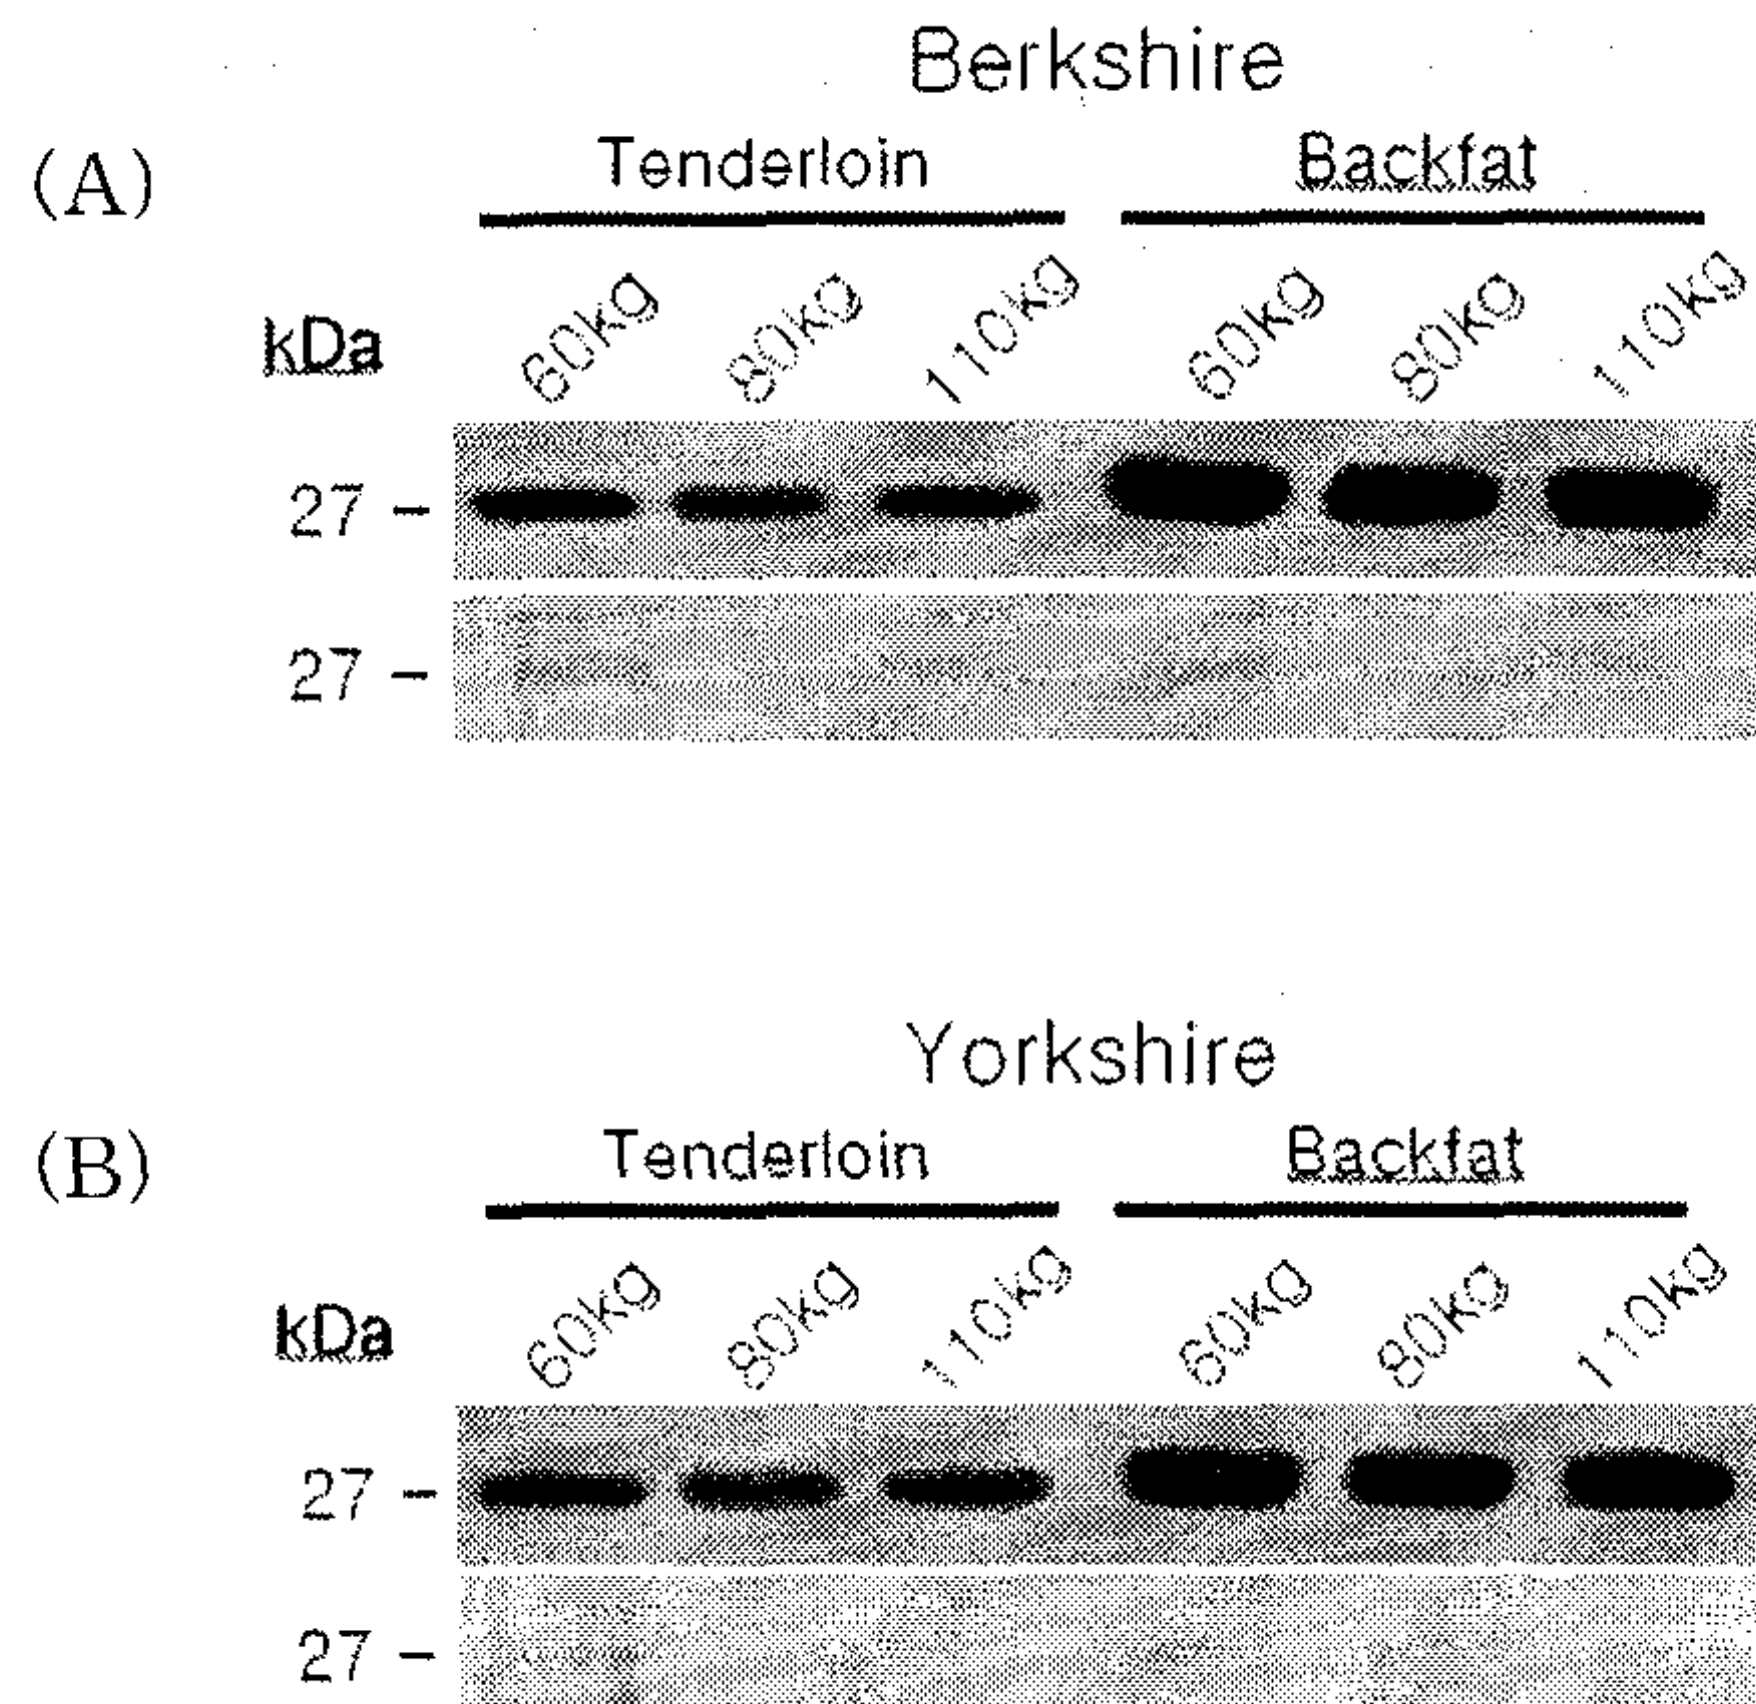 Berkshire
(A)
Tenderloin Backfat
kDa 60kg 80kg 110kg 60kg 80kg 110kg
27 -
27 -
Yorkshire
(B)
Tenderloin Backfat
kDa 60kg 80kg 110kg 60kg 80kg 110kg
27 -
27 -